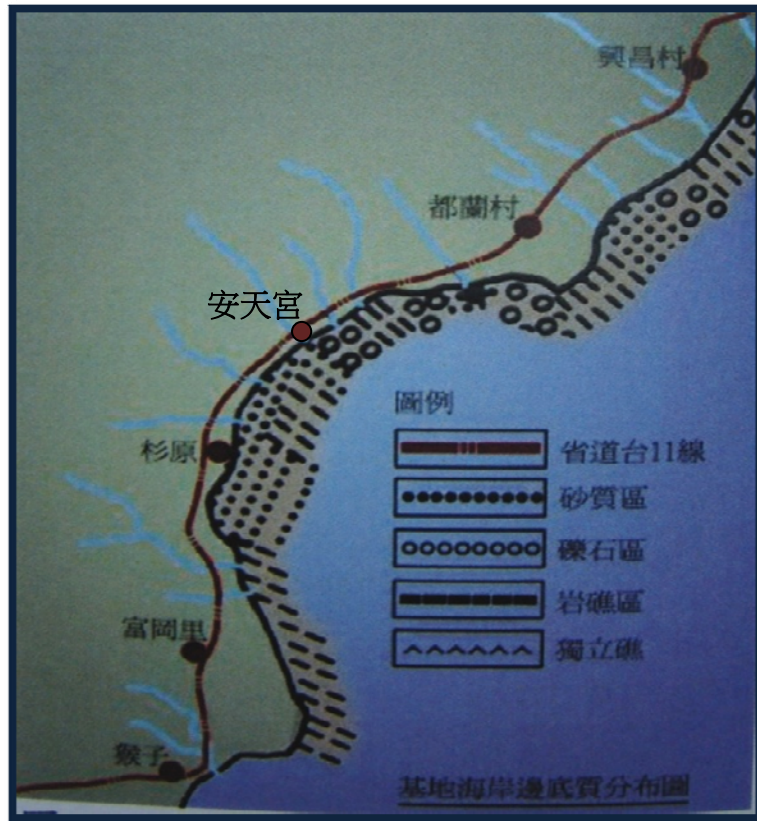 興昌村
都蘭村
安天宮
杉原
富岡里
猴子
圖例
省道台11線
砂質區
礫石區
岩礁區
獨立礁
基地海岸邊底質分布圖